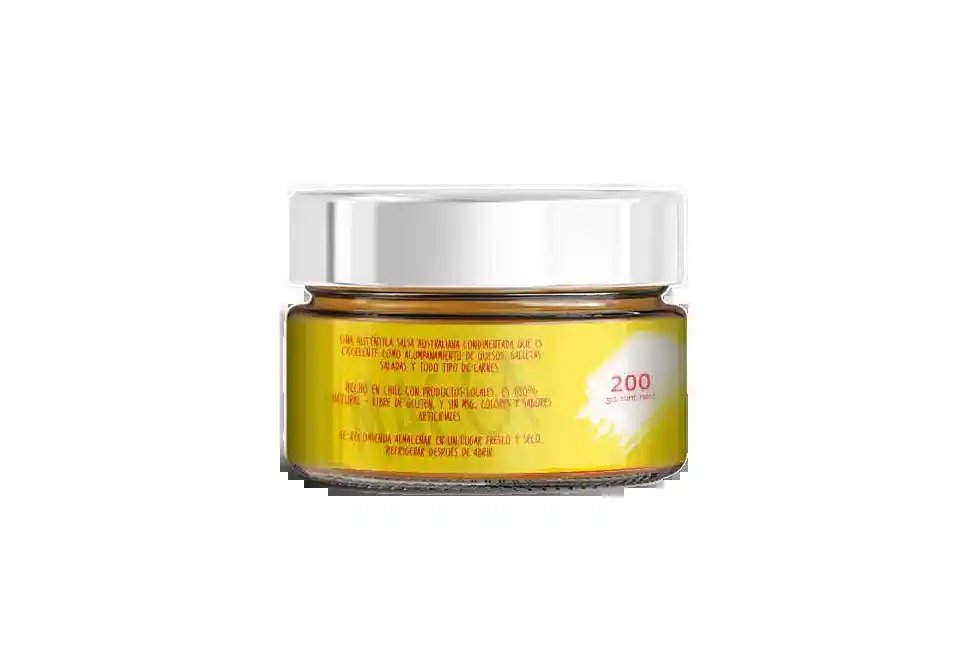 UNA AUTÉNTICA SALSA AUSTRALIANA CONDIMENTADA QUE ES
EXCELENTE COMO ACOMPAÑAMIENTO DE QUESOS, GALLETAS
SALADAS Y TODO TIPO DE CARNES
HECHO EN CHILE CON PRODUCTOS LOCALES, ES 100%
NATURAL - LIBRE DE GLUTEN, Y SIN MSG, COLORES Y SABORES
ARTICIALES
SE RECOMIENDA ALMACENAR EN UN LUGAR FRESCO Y SECO,
REFRIGERAR DESPUÉS DE ABRIR
200
grs. cont. neto